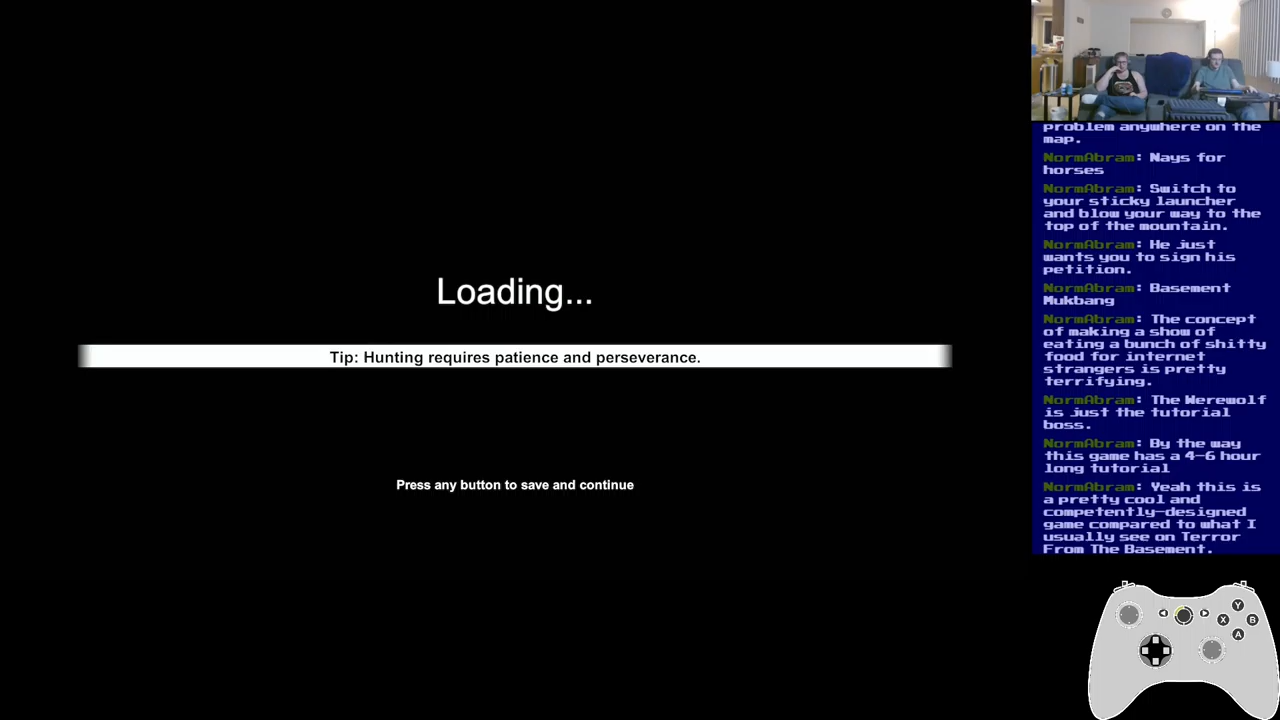 Loading...
Tip: Hunting requires patience and perseverance.
Press any button to save and continue
problem anywhere on the
map.
NormAbram: Nays for
horses
NormAbram: Switch to
your sticky launcher
and blow your way to the
top of the mountain.
NormAbram: He just
wants you to sign his
petition.
NormAbram: Basement
Mukbang
NormAbram: The concept
of making a show of
eating a bunch of shitty
food for internet
strangers is pretty
terrifying.
NormAbram: The Werewolf
is just the tutorial
boss.
NormAbram: By the way
this game has a 4-6 hour
long tutorial
NormAbram: Yeah this is
a pretty cool and
competently-designed
game compared to what I
usually see on Terror
From The Basement.
Y
X
B
A